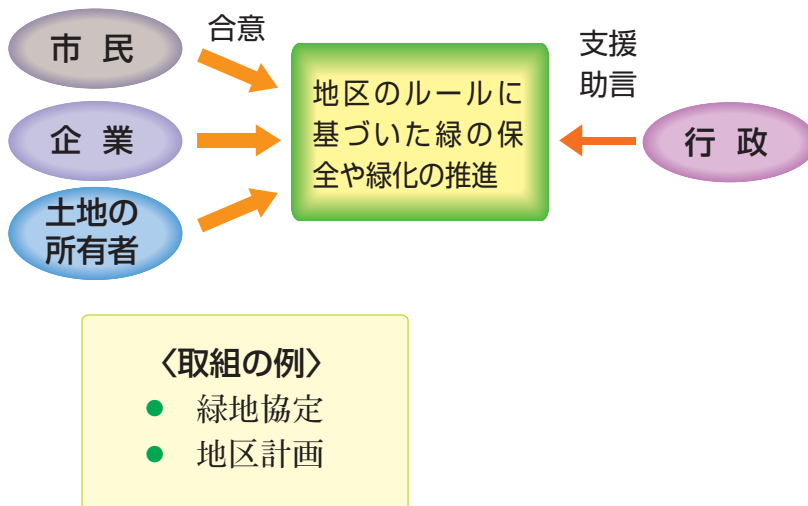 市 民
合意
企 業
土地の
所有者
地区のルールに
基づいた緑の保
全や緑化の推進
支援
助言
行 政
〈取組の例〉
● 緑地協定
● 地区計画